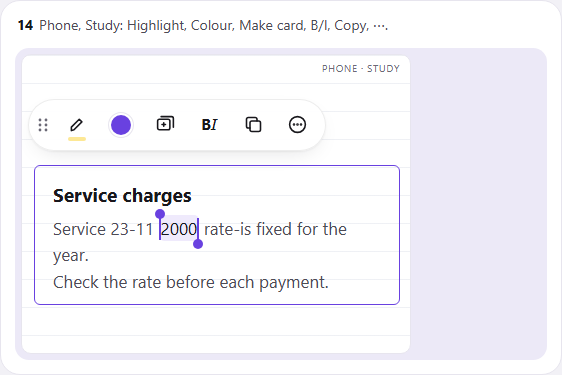 14 Phone, Study: Highlight, Colour, Make card, B/I, Copy, ⋯.
PHONE · STUDY
BI
Service charges
Service 23-11 2000 rate-is fixed for the
year.
Check the rate before each payment.